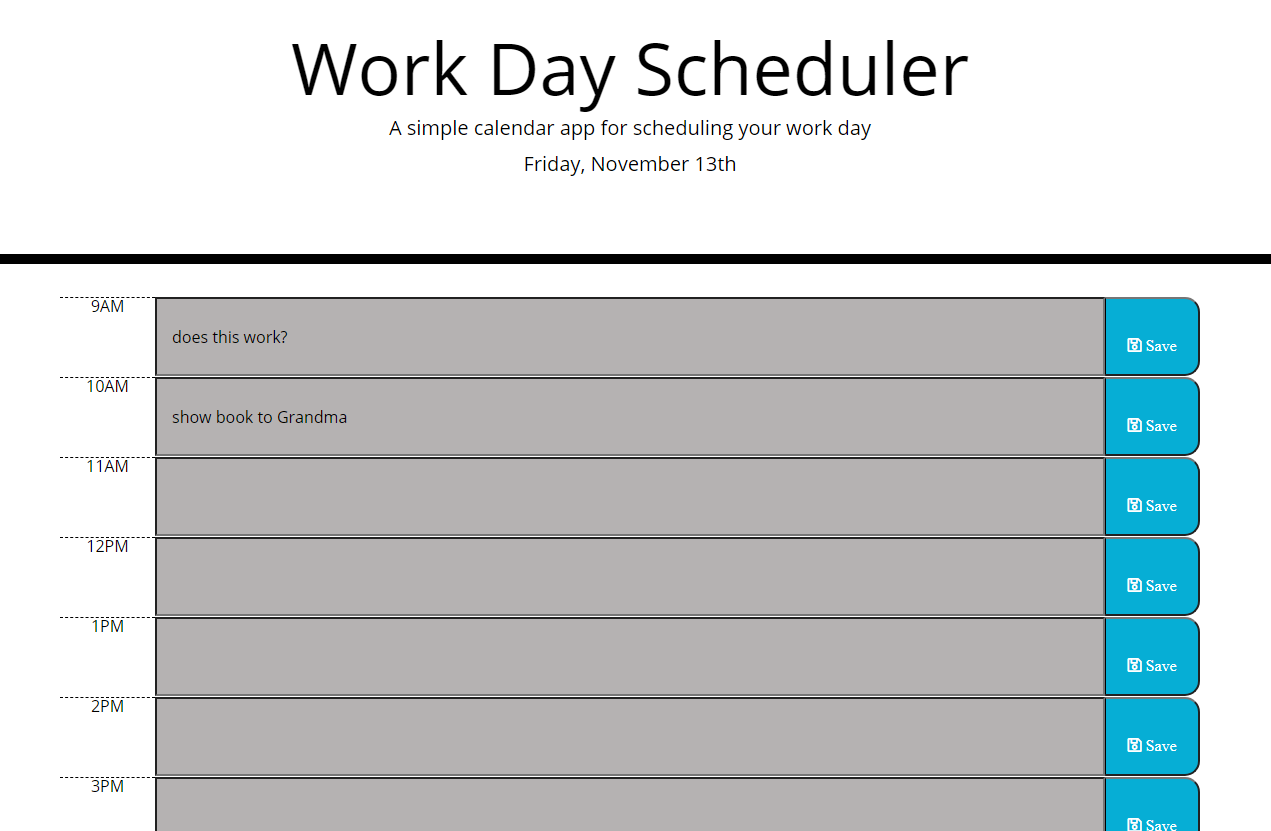 Work Day Scheduler
A simple calendar app for scheduling your work day
Friday, November 13th
9AM
does this work?
Save
10AM
show book to Grandma
Save
11AM
Save
12PM
Save
1PM
Save
2PM
Save
3PM
Save